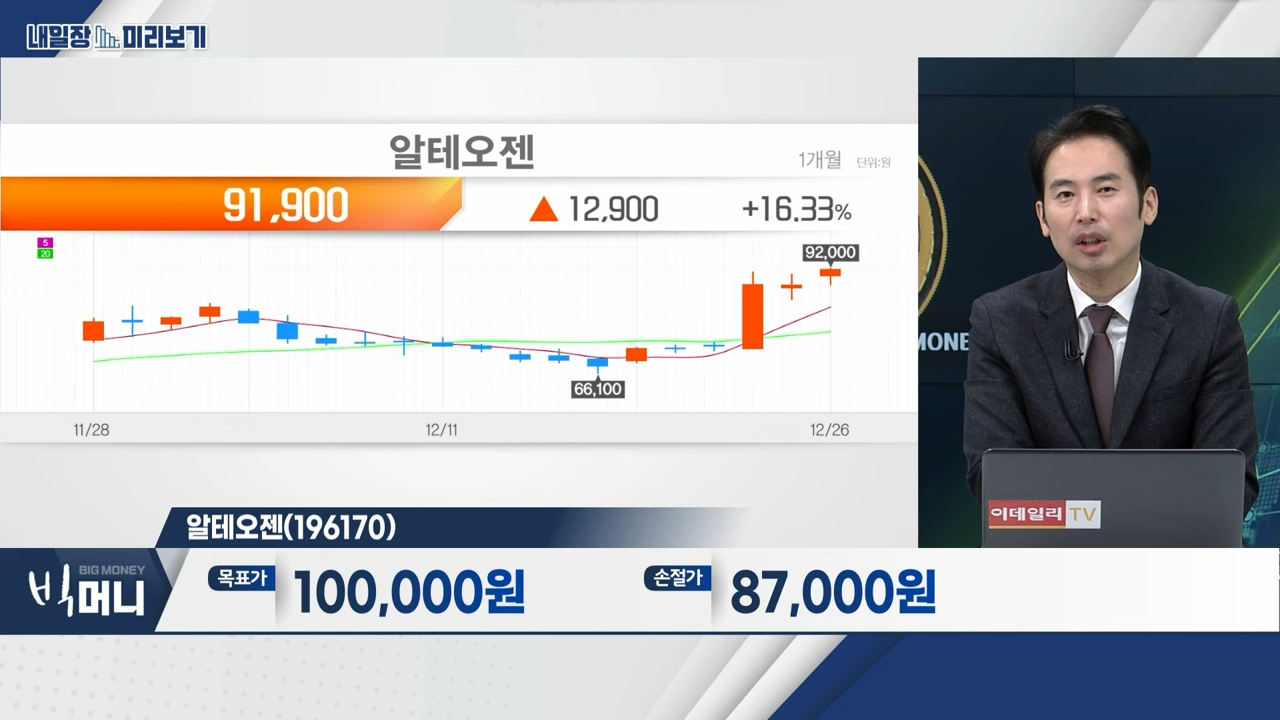 내일장 미리보기
알테오젠
1개월 단위:원
91,900 ▲ 12,900 +16.33%
5
20
92,000
66,100
11/28 12/11 12/26
MONE
이데일리 TV
알테오젠(196170)
BIG MONEY
빅머니
목표가 100,000원 손절가 87,000원